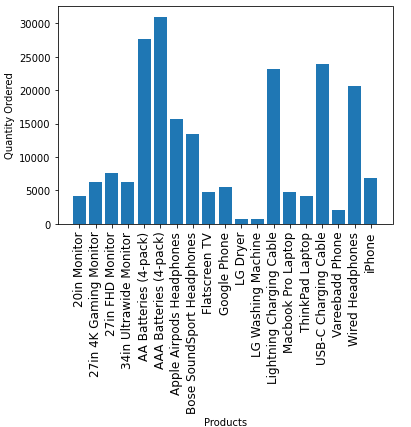 Quantity Ordered
30000
25000
20000
15000
10000
5000
0
20in Monitor
27in 4K Gaming Monitor
27in FHD Monitor
34in Ultrawide Monitor
AA Batteries (4-pack)
AAA Batteries (4-pack)
Apple Airpods Headphones
Bose SoundSport Headphones
Flatscreen TV
Google Phone
LG Dryer
LG Washing Machine
Lightning Charging Cable
Macbook Pro Laptop
ThinkPad Laptop
USB-C Charging Cable
Vareebadd Phone
Wired Headphones
iPhone
Products